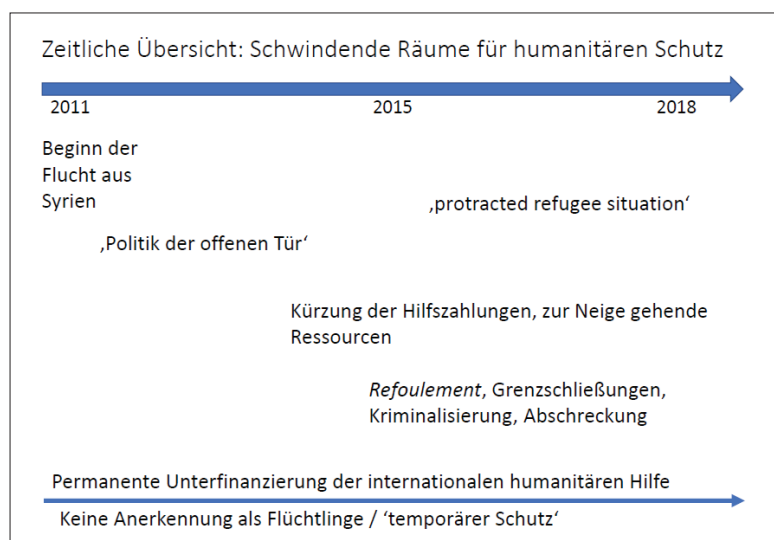 Zeitliche Übersicht: Schwindende Räume für humanitären Schutz
2011 2015 2018
Beginn der
Flucht aus
Syrien
‚protracted refugee situation‘
‚Politik der offenen Tür‘
Kürzung der Hilfszahlungen, zur Neige gehende
Ressourcen
Refoulement, Grenzschließungen,
Kriminalisierung, Abschreckung
Permanente Unterfinanzierung der internationalen humanitären Hilfe
Keine Anerkennung als Flüchtlinge / ‘temporärer Schutz‘